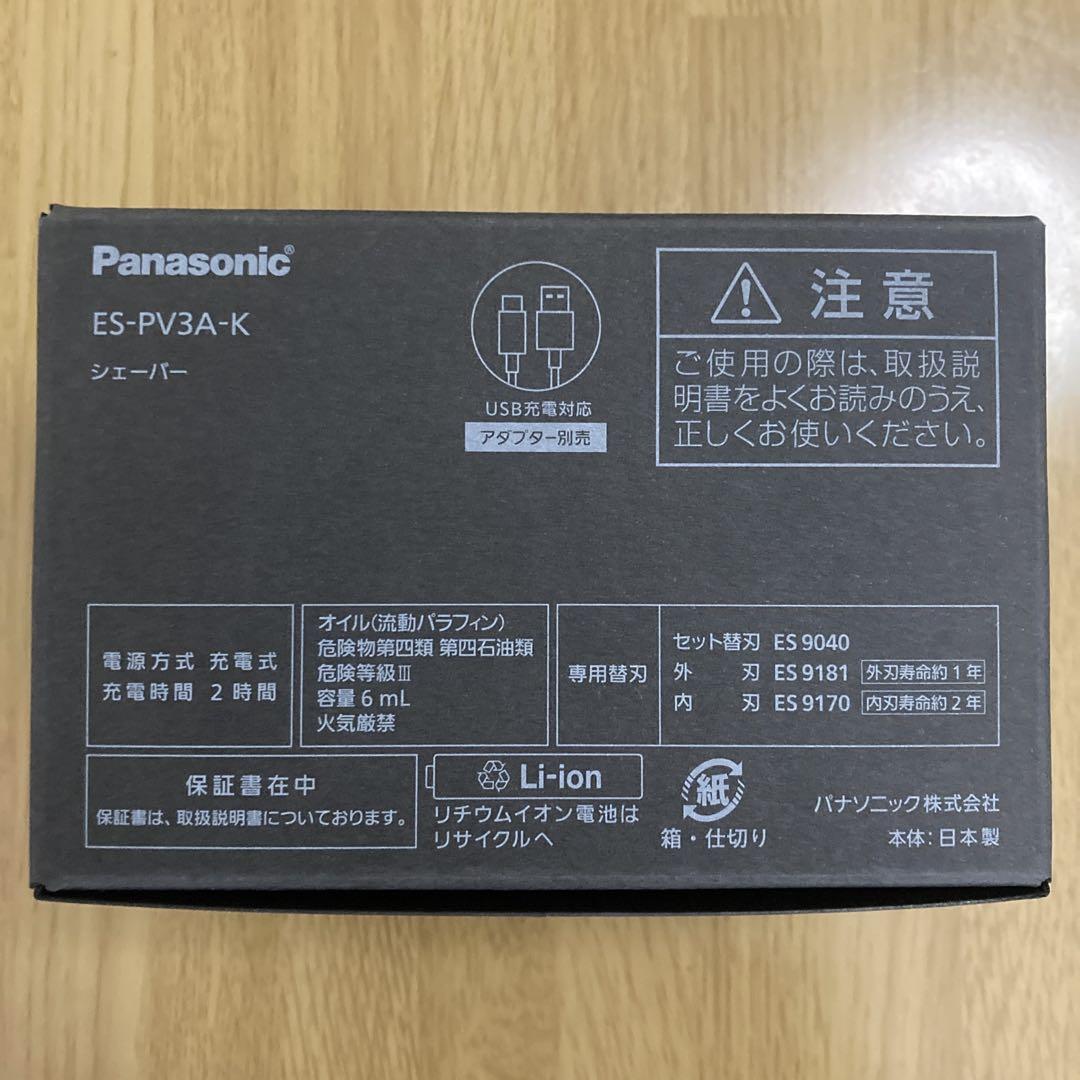 Panasonic®
ES-PV3A-K
シェーバー
USB充電対応
アダプター別売
注意
ご使用の際は、取扱説
明書をよくお読みのうえ、
正しくお使いください。
電源方式 充電式
充電時間 2時間
オイル(流動パラフィン)
危険物第四類 第四石油類
危険等級Ⅲ
容量 6 mL
火気厳禁
専用替刃
セット替刃 ES 9040
外 刃 ES 9181 外刃寿命約1年
内 刃 ES 9170 内刃寿命約2年
保証書在中
保証書は、取扱説明書についております。
Li-ion
リチウムイオン電池は
リサイクルへ
紙
箱・仕切り
パナソニック株式会社
本体:日本製